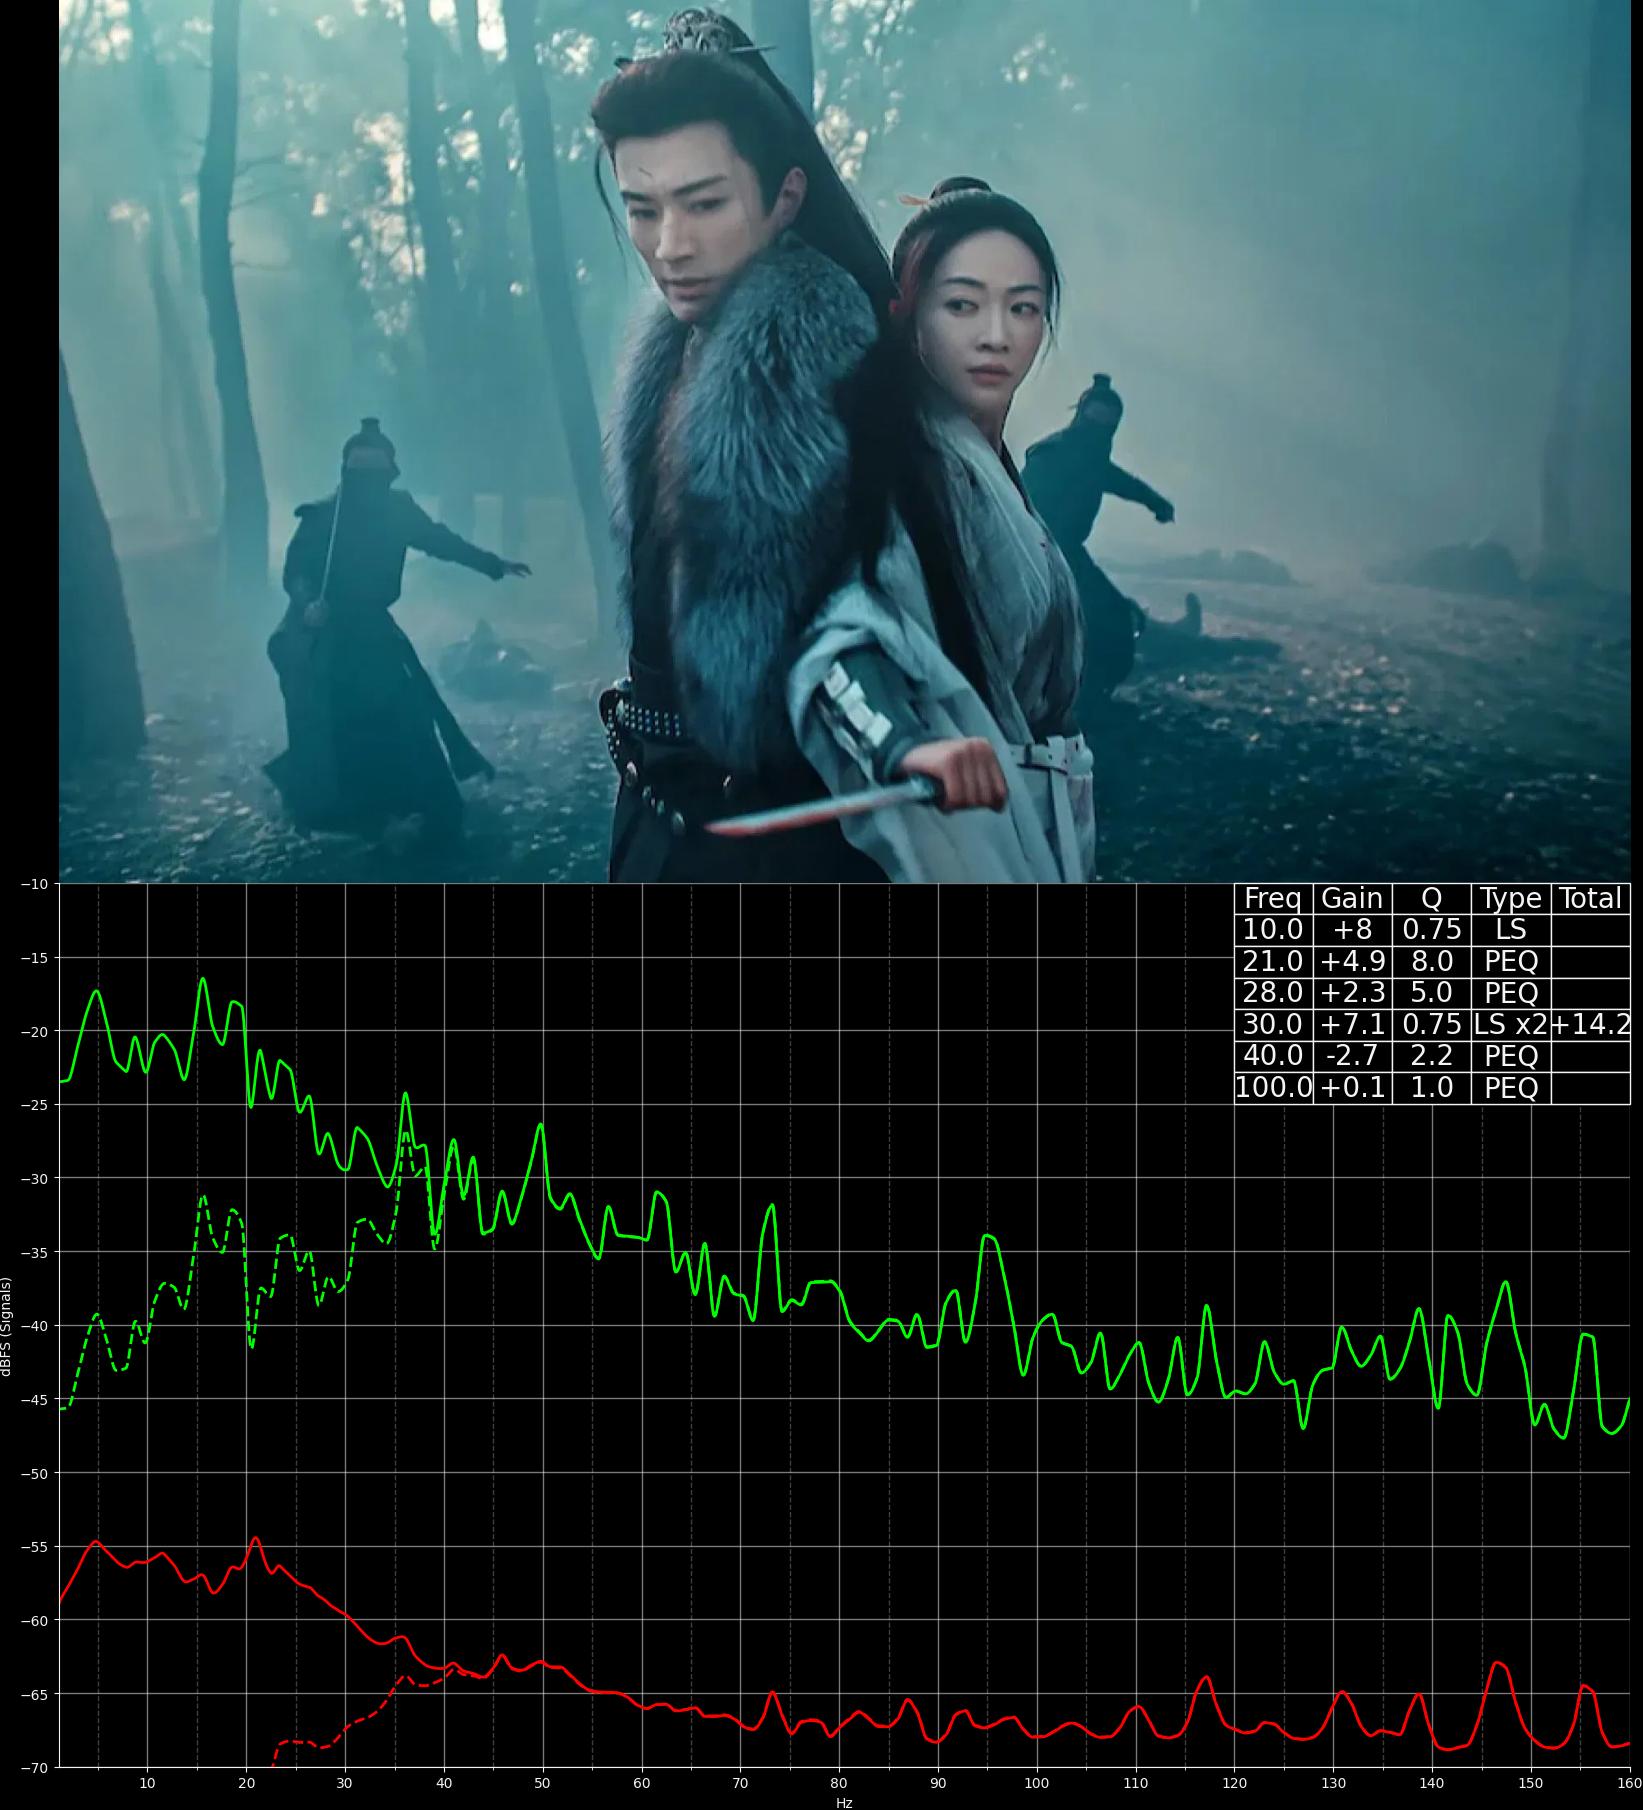 Freq Gain Q Type Total
10.0 +8 0.75 LS
21.0 +4.9 8.0 PEQ
28.0 +2.3 5.0 PEQ
30.0 +7.1 0.75 LS x2 +14.2
40.0 -2.7 2.2 PEQ
100.0 +0.1 1.0 PEQ
−10
−15
−20
−25
−30
−35
−40
−45
−50
−55
−60
−65
−70
dBFS (Signals)
10 20 30 40 50 60 70 80 90 100 110 120 130 140 150 160
Hz